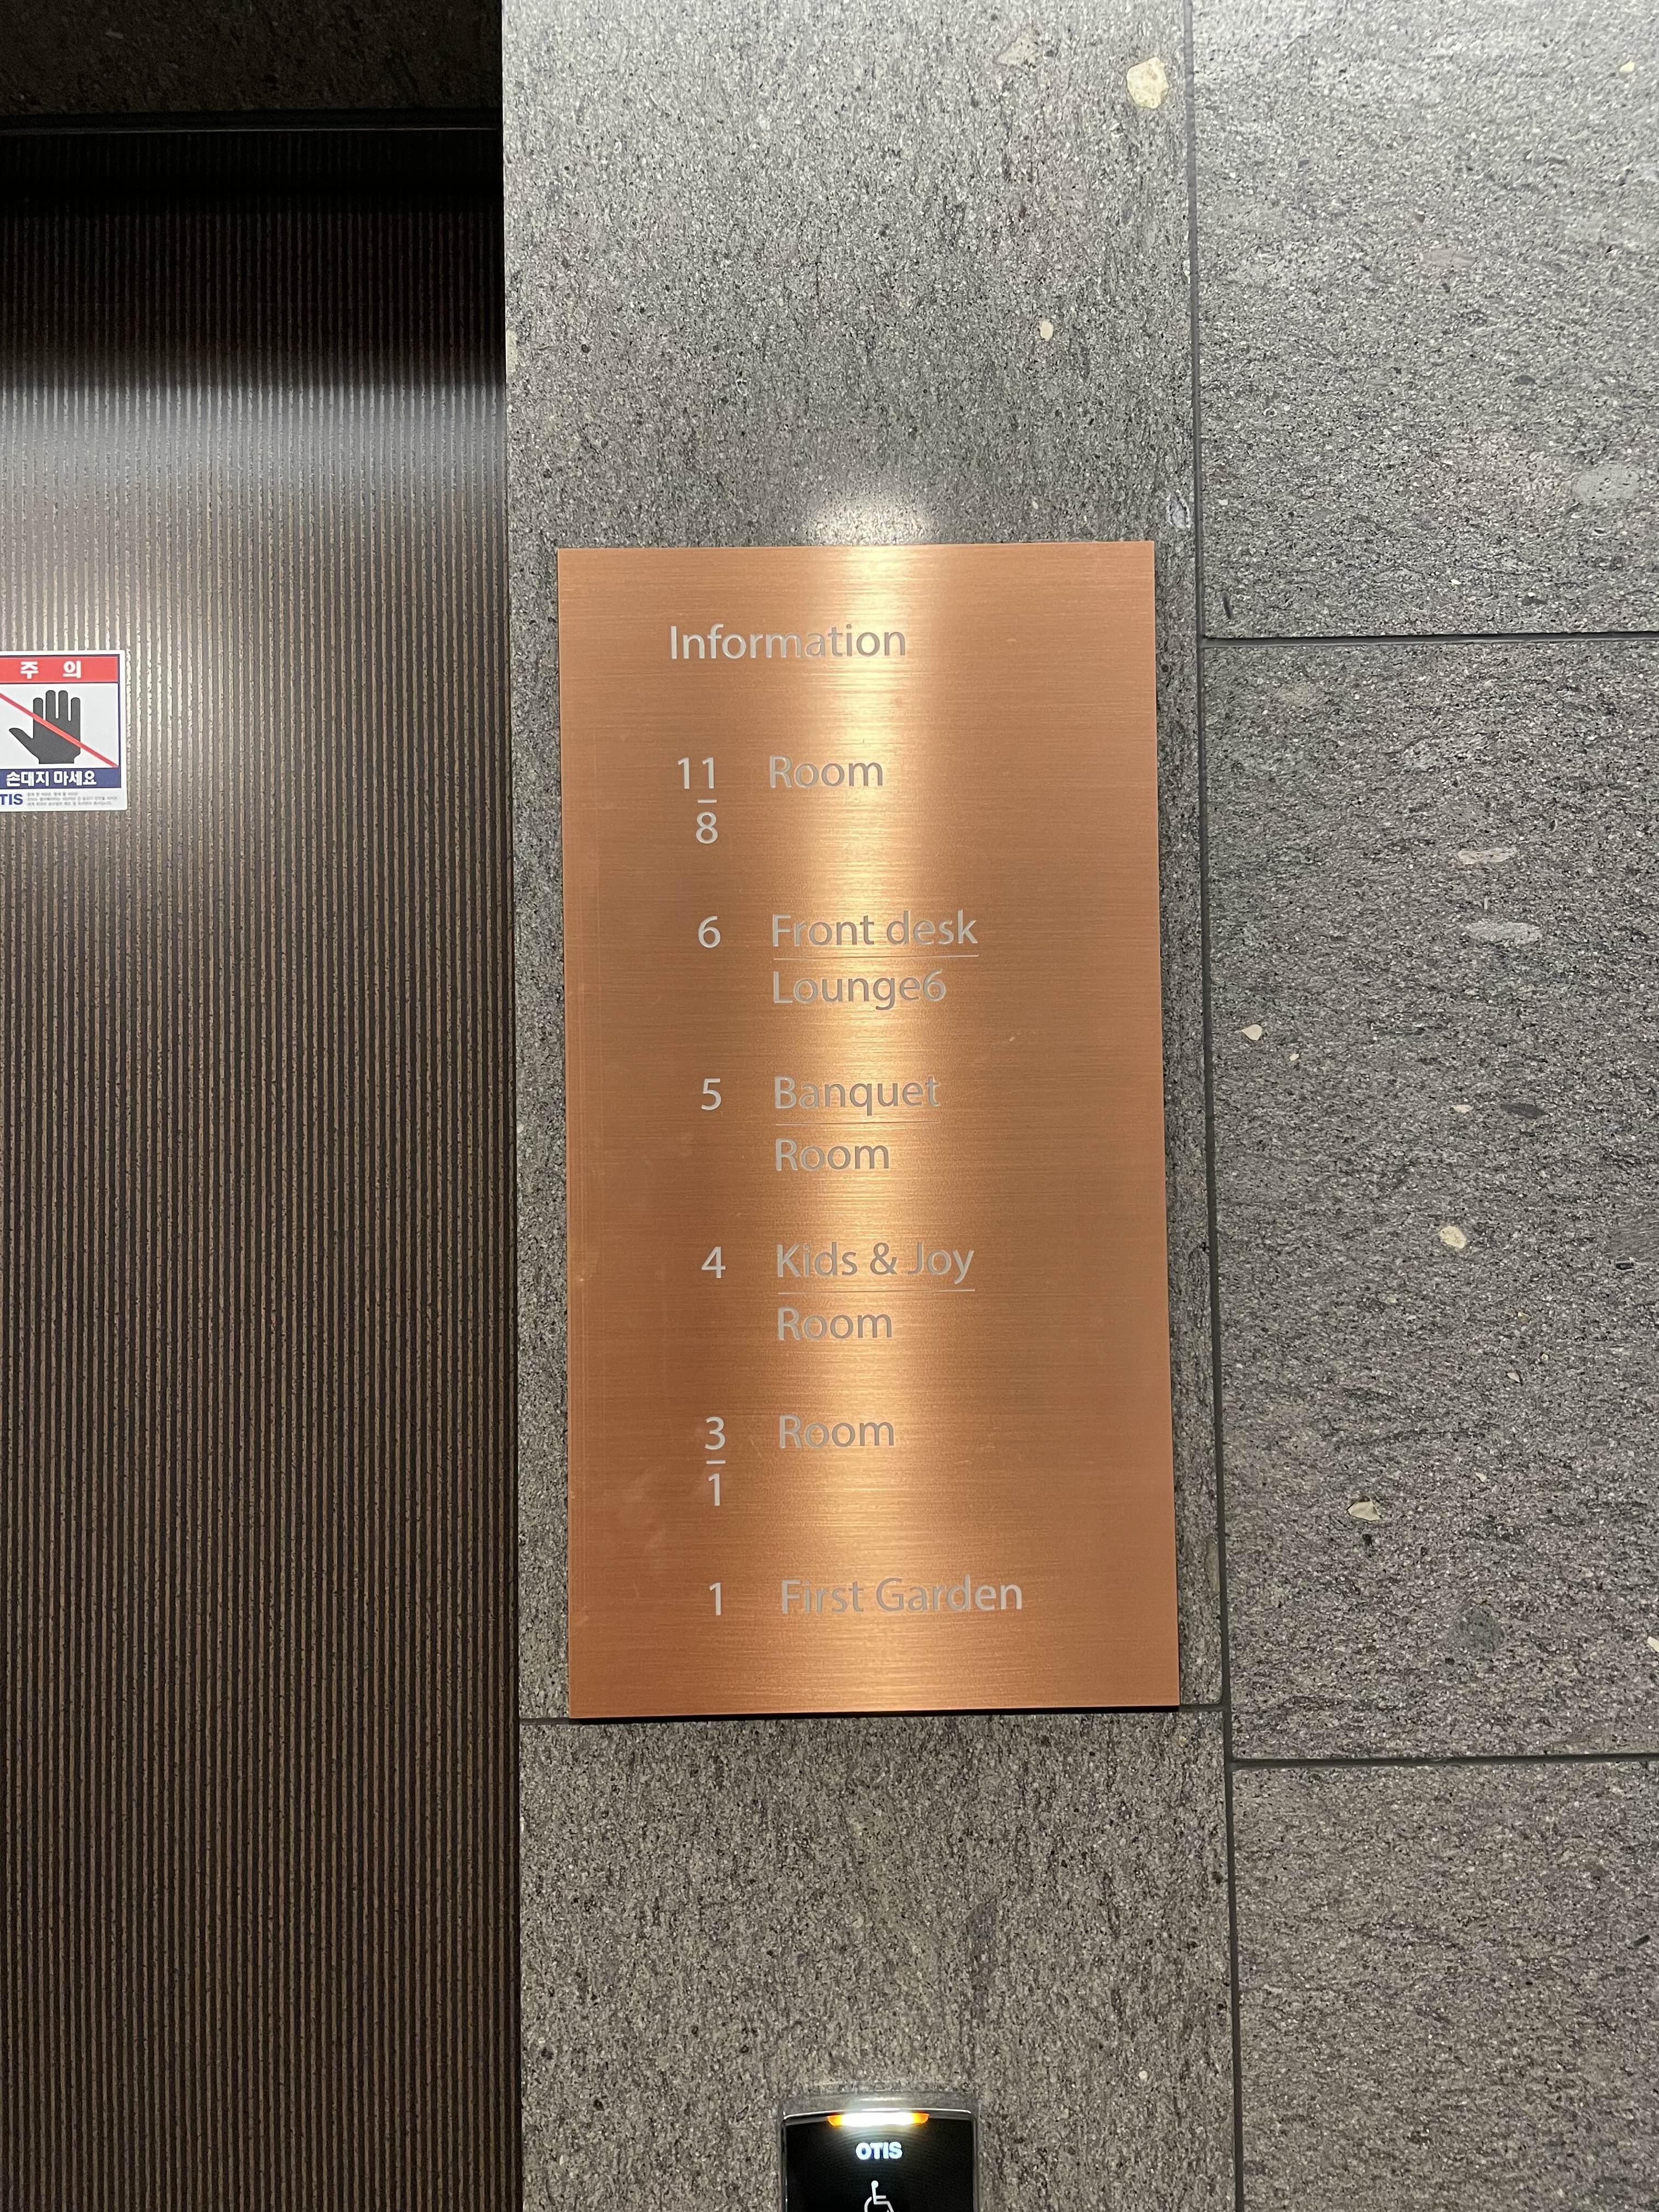 Information
11
—
8
Room
6
Front desk
Lounge6
5
Banquet
Room
4
Kids & Joy
Room
3
—
1
Room
1
First Garden
주 의
손대지 마세요
TIS
OTIS